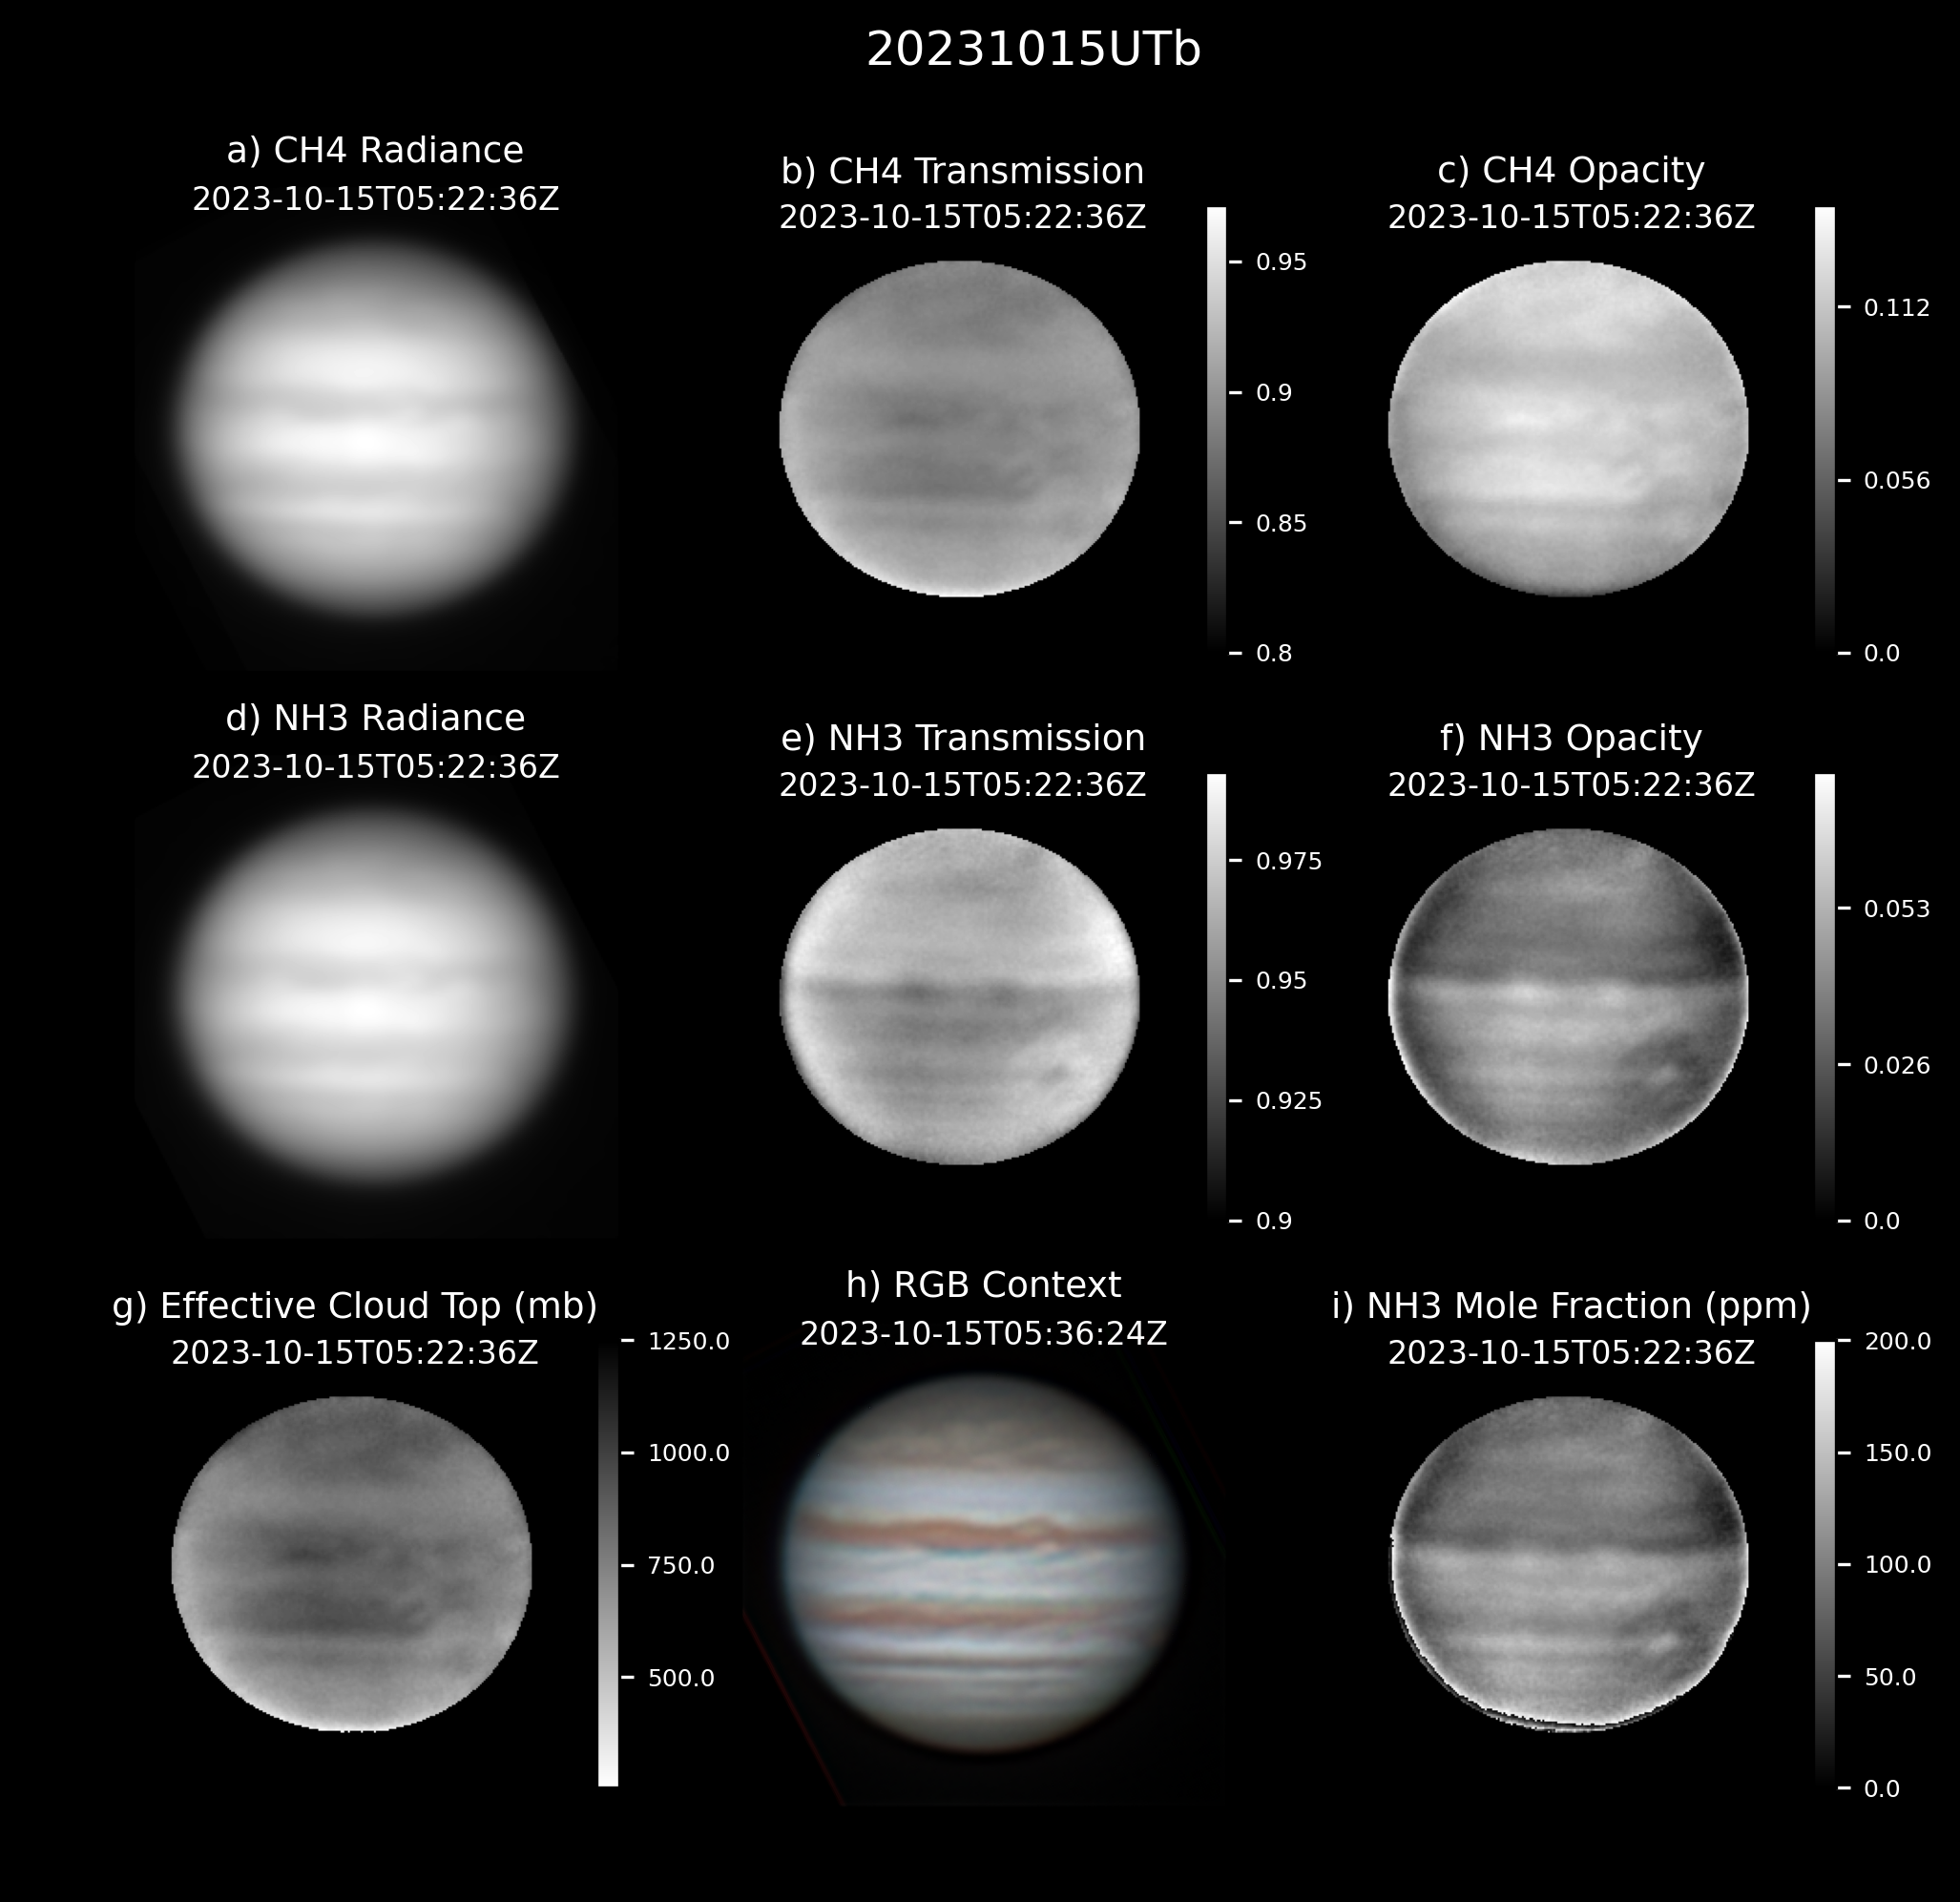 20231015UTb
a) CH4 Radiance
2023-10-15T05:22:36Z
b) CH4 Transmission
2023-10-15T05:22:36Z
0.95
0.9
0.85
0.8
c) CH4 Opacity
2023-10-15T05:22:36Z
0.112
0.056
0.0
d) NH3 Radiance
2023-10-15T05:22:36Z
e) NH3 Transmission
2023-10-15T05:22:36Z
0.975
0.95
0.925
0.9
f) NH3 Opacity
2023-10-15T05:22:36Z
0.053
0.026
0.0
g) Effective Cloud Top (mb)
2023-10-15T05:22:36Z
1250.0
1000.0
750.0
500.0
h) RGB Context
2023-10-15T05:36:24Z
i) NH3 Mole Fraction (ppm)
2023-10-15T05:22:36Z
200.0
150.0
100.0
50.0
0.0